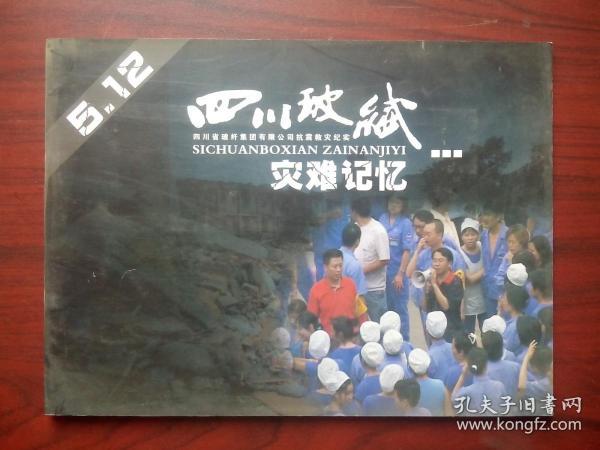 5.12
四川玻纤
四川省玻纤集团有限公司抗震救灾纪实
SICHUANBOXIAN ZAINANJIYI
灾难记忆
孔夫子旧书网
www.kongfz.com